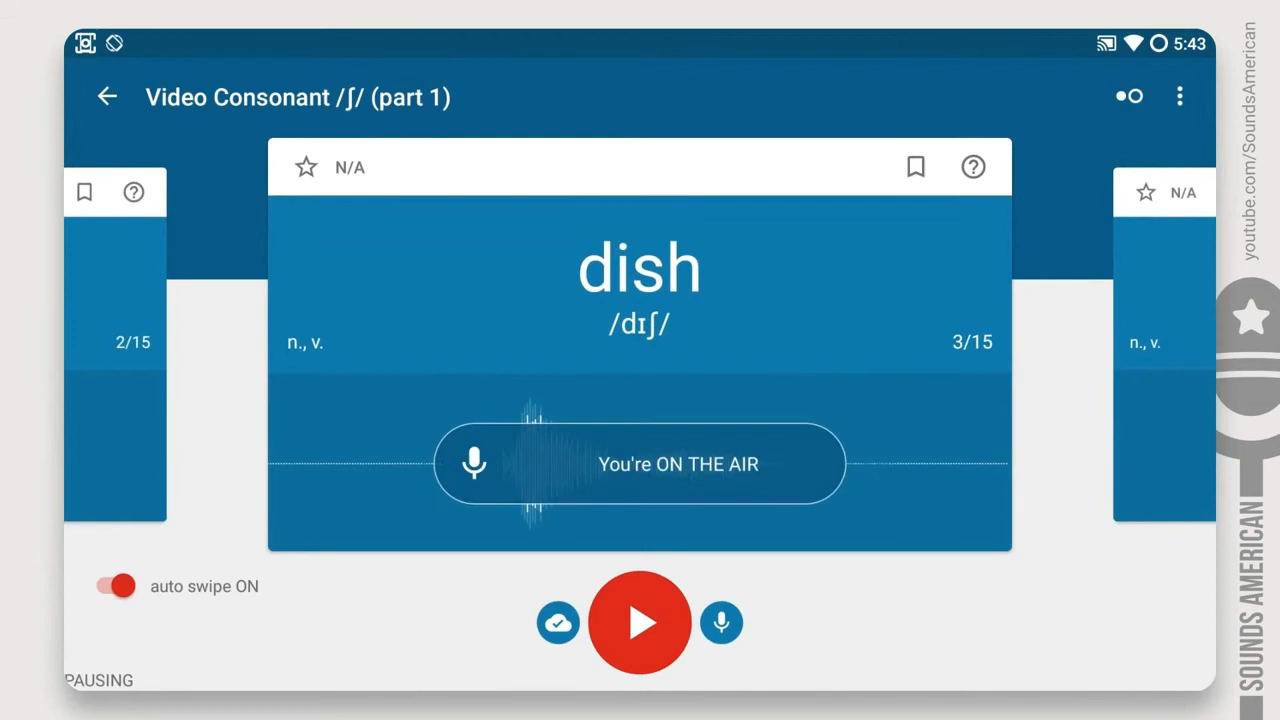 5:43
Video Consonant /ʃ/ (part 1)
N/A
N/A
dish
/dɪʃ/
2/15
n., v.
3/15
n., v.
You're ON THE AIR
auto swipe ON
PAUSING
youtube.com/SoundsAmerican
SOUNDS AMERICAN